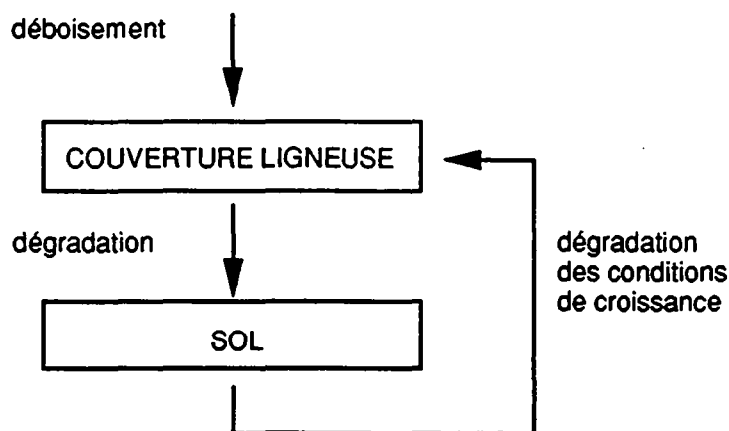 déboisement
COUVERTURE LIGNEUSE
dégradation
dégradation
des conditions
de croissance
SOL